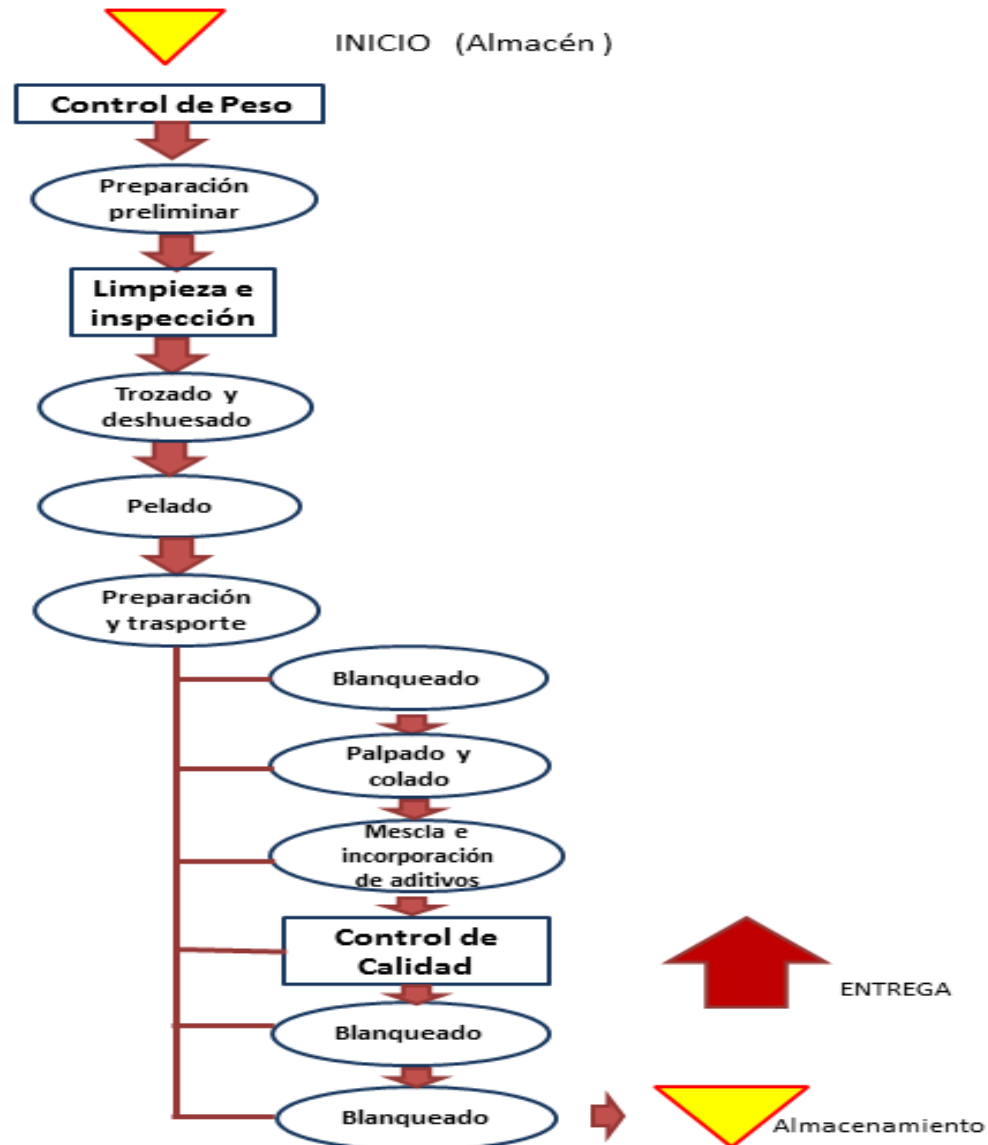 INICIO (Almacén )
Control de Peso
Preparación
preliminar
Limpieza e
inspección
Trozado y
deshuesado
Pelado
Preparación
y trasporte
Blanqueado
Palpado y
colado
Mescla e
incorporación
de aditivos
Control de
Calidad
ENTREGA
Blanqueado
Blanqueado
Almacenamiento